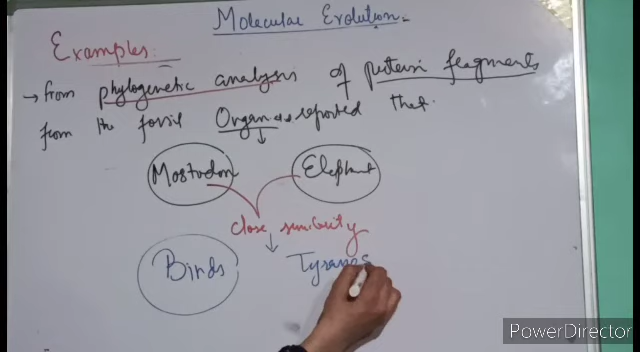 Molecular Evolution
Examples:
→ from phylogenetic analysis of protein fragments
from the fossil Organ reported that.
Mastodon Elephant
close similarity
Birds Tyranos
PowerDirector